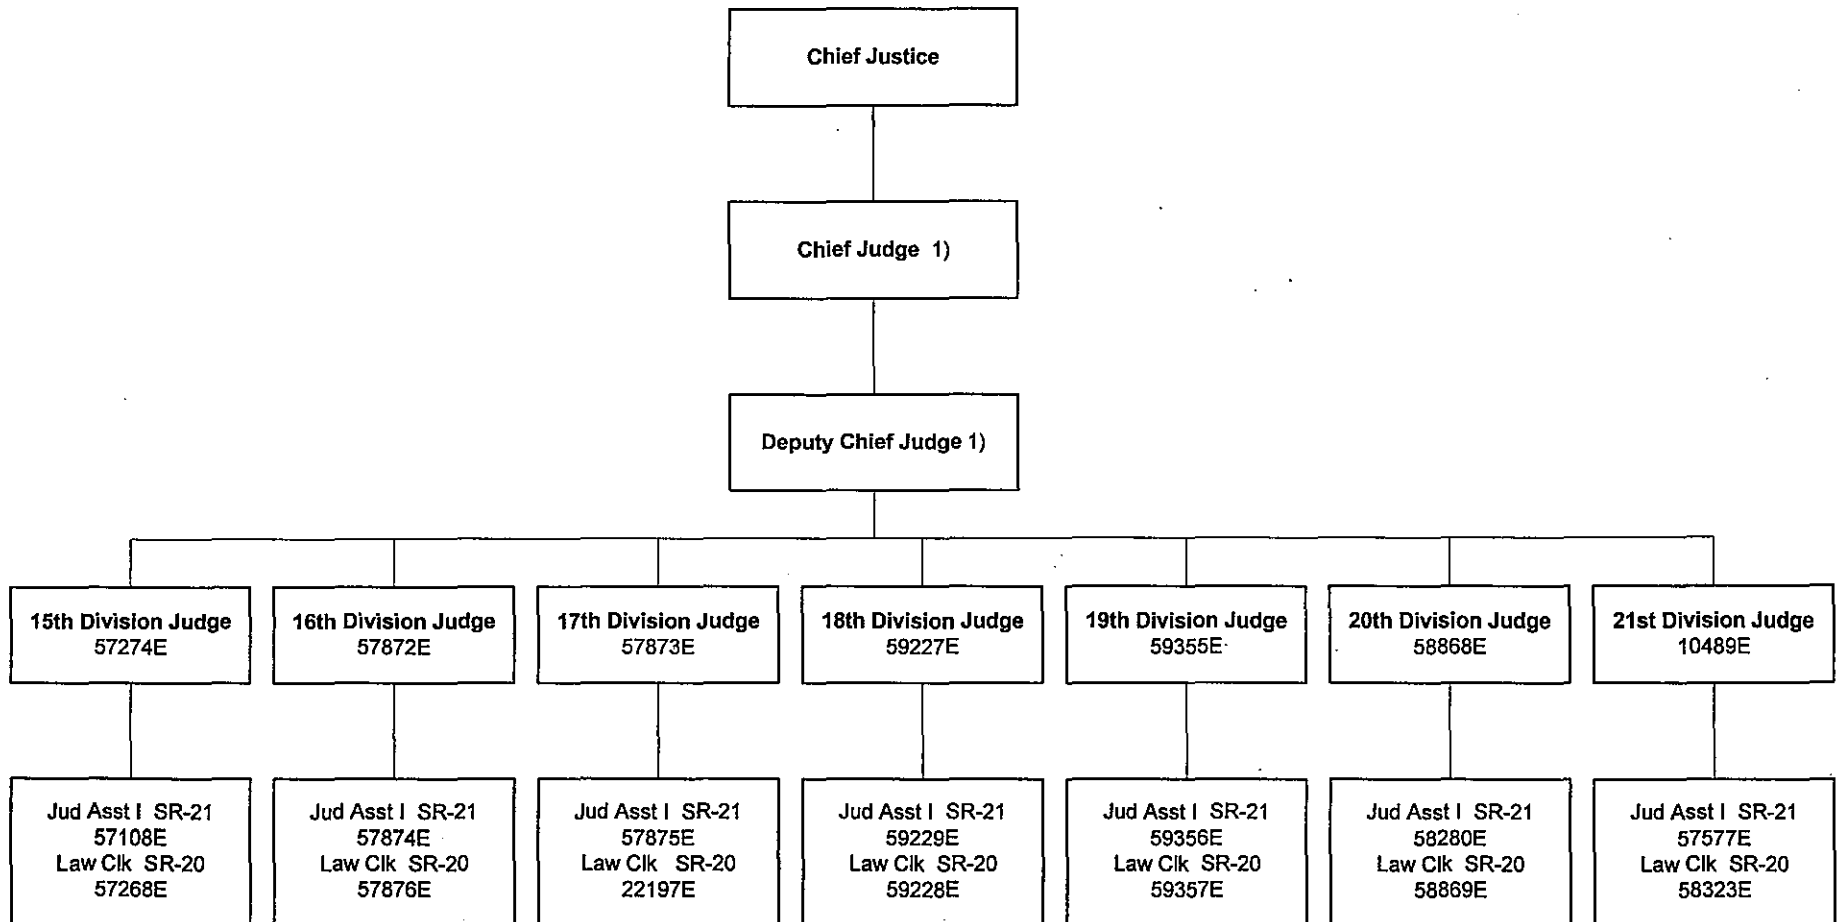 Chief Justice
Chief Judge 1)
Deputy Chief Judge 1)
15th Division Judge
57274E
16th Division Judge
57872E
17th Division Judge
57873E
18th Division Judge
59227E
19th Division Judge
59355E
20th Division Judge
58868E
21st Division Judge
10489E
Jud Asst I SR-21
57108E
Law Clk SR-20
57268E
Jud Asst I SR-21
57874E
Law Clk SR-20
57876E
Jud Asst I SR-21
57875E
Law Clk SR-20
22197E
Jud Asst I SR-21
59229E
Law Clk SR-20
59228E
Jud Asst I SR-21
59356E
Law Clk SR-20
59357E
Jud Asst I SR-21
58280E
Law Clk SR-20
58869E
Jud Asst I SR-21
57577E
Law Clk SR-20
58323E